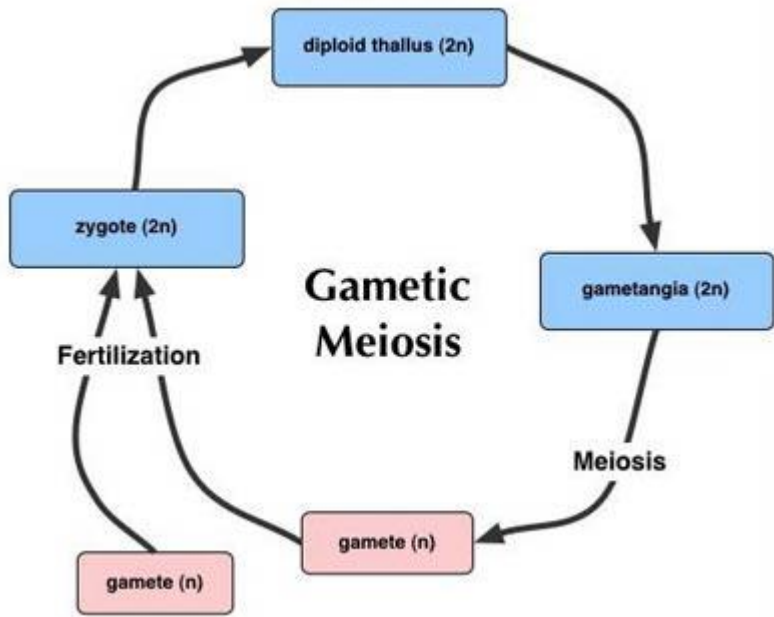 diploid thallus (2n)
zygote (2n)
gametangia (2n)
Gametic
Meiosis
Fertilization
Meiosis
gamete (n)
gamete (n)